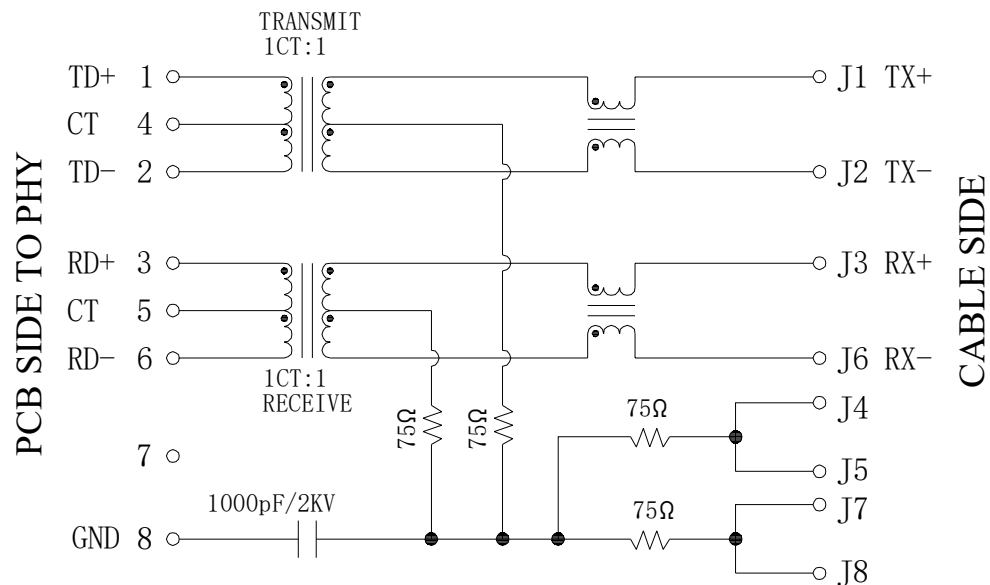 TRANSMIT
1CT:1
TD+ 1
CT 4
TD- 2
RD+ 3
CT 5
RD- 6
1CT:1
RECEIVE
7
GND 8
1000pF/2KV
75Ω
75Ω
75Ω
75Ω
J1 TX+
J2 TX-
J3 RX+
J6 RX-
J4
J5
J7
J8
PCB SIDE TO PHY
CABLE SIDE